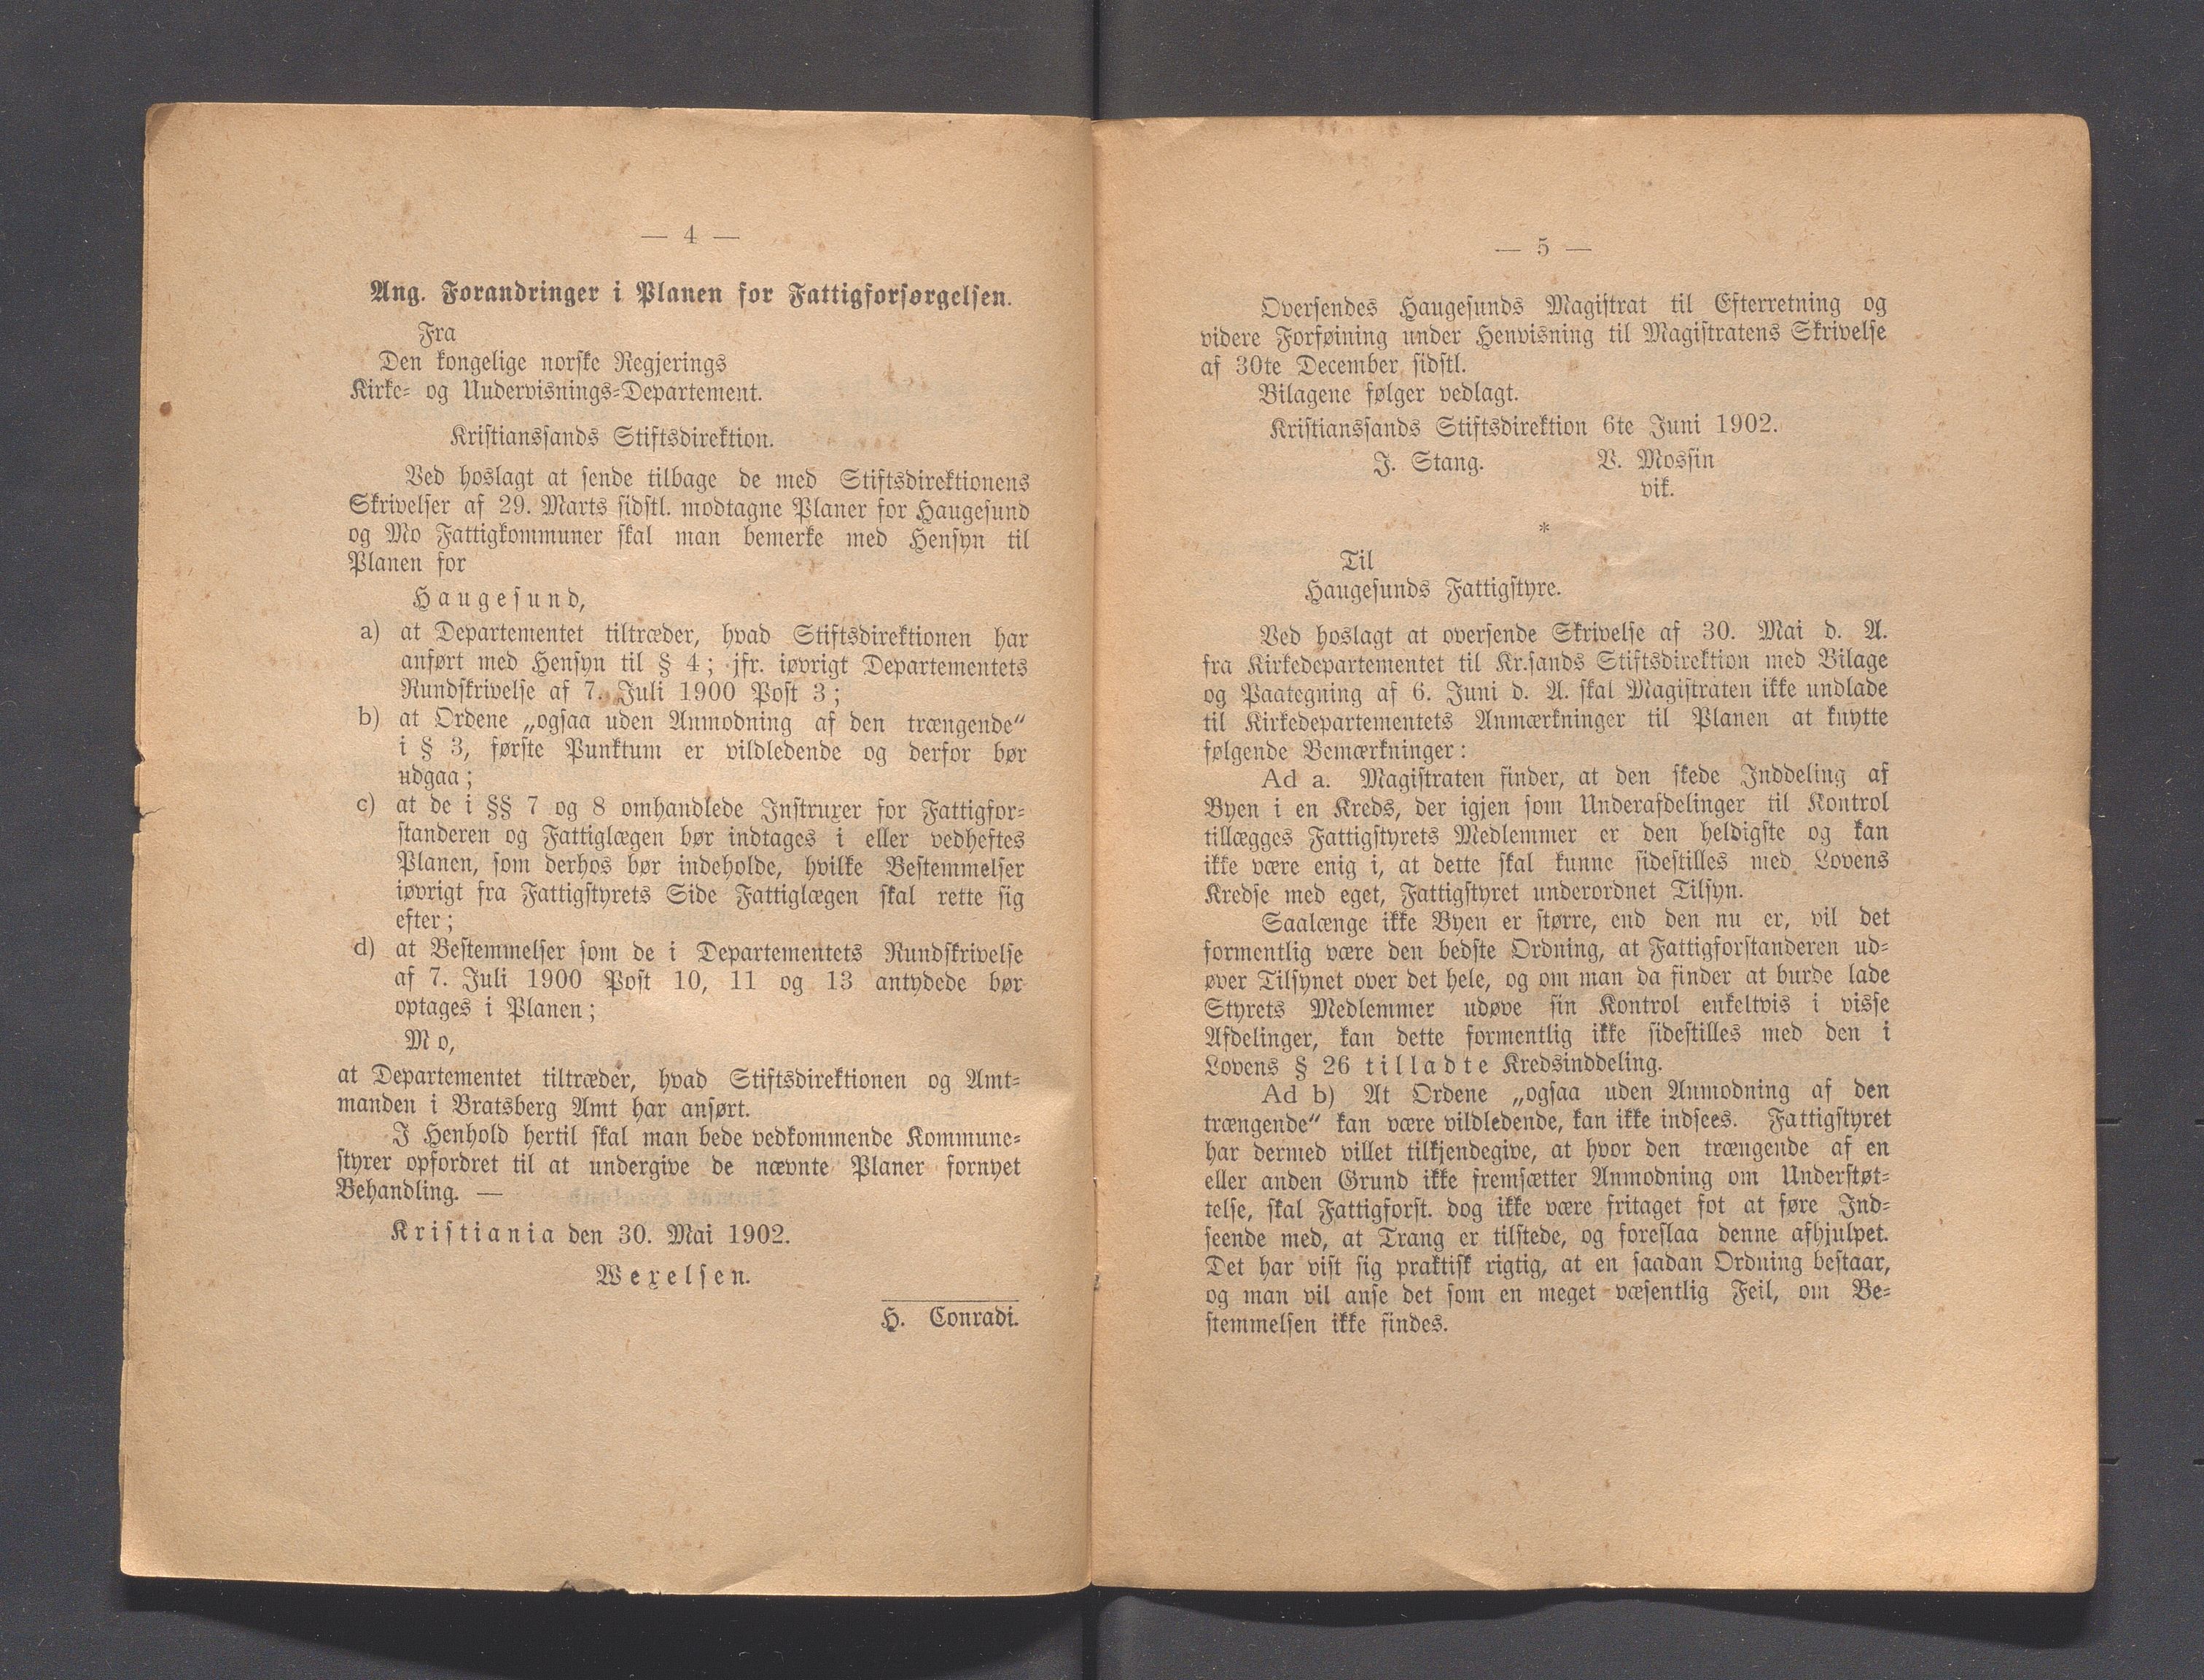 — 4 —
Ang. Forandringer i Planen for Fattigforsørgelsen.
Fra
Den kongelige norske Regjerings
Kirke- og Uudervisnings-Departement.
Kristianssands Stiftsdirektion.
Ved hoslagt at sende tilbage de med Stiftsdirektionens
Skrivelser af 29. Marts sidstl. modtagne Planer for Haugesund
og Mo Fattigkommuner skal man bemerke med Hensyn til
Planen for
Haugesund,
a) at Departementet tiltræder, hvad Stiftsdirektionen har
anført med Hensyn til § 4; jfr. iøvrigt Departementets
Rundskrivelse af 7. Juli 1900 Post 3;
b) at Ordene „ogsaa uden Anmodning af den trængende“
i § 3, første Punktum er vildledende og derfor bør
udgaa;
c) at de i §§ 7 og 8 omhandlede Instruxer for Fattigfor-
standeren og Fattiglægen bør indtages i eller vedheftes
Planen, som derhos bør indeholde, hvilke Bestemmelser
iøvrigt fra Fattigstyrets Side Fattiglægen skal rette sig
efter;
d) at Bestemmelser som de i Departementets Rundskrivelse
af 7. Juli 1900 Post 10, 11 og 13 antydede bør
optages i Planen;
Mo,
at Departementet tiltræder, hvad Stiftsdirektionen og Amt-
manden i Bratsberg Amt har anført.
I Henhold hertil skal man bede vedkommende Kommune-
styrer opfordret til at undergive de nævnte Planer fornyet
Behandling. —
Kristiania den 30. Mai 1902.
Wexelsen.
H. Conradi.
— 5 —
Oversendes Haugesunds Magistrat til Efterretning og
videre Forføining under Henvisning til Magistratens Skrivelse
af 30te December sidstl.
Bilagene følger vedlagt.
Kristianssands Stiftsdirektion 6te Juni 1902.
J. Stang. V. Mossin
vik.
*
Til
Haugesunds Fattigstyre.
Ved hoslagt at oversende Skrivelse af 30. Mai d. A.
fra Kirkedepartementet til Kr.sands Stiftsdirektion med Bilage
og Paategning af 6. Juni d. A. skal Magistraten ikke undlade
til Kirkedepartementets Anmærkninger til Planen at knytte
følgende Bemærkninger:
Ad a. Magistraten finder, at den skede Inddeling af
Byen i en Kreds, der igjen som Underafdelinger til Kontrol
tillægges Fattigstyrets Medlemmer er den heldigste og kan
ikke være enig i, at dette skal kunne sidestilles med Lovens
Kredse med eget, Fattigstyret underordnet Tilsyn.
Saalænge ikke Byen er større, end den nu er, vil det
formentlig være den bedste Ordning, at Fattigforstanderen ud-
øver Tilsynet over det hele, og om man da finder at burde lade
Styrets Medlemmer udøve sin Kontrol enkeltvis i visse
Afdelinger, kan dette formentlig ikke sidestilles med den i
Lovens § 26 tilladte Kredsinddeling.
Ad b) At Ordene „ogsaa uden Anmodning af den
trængende“ kan være vildledende, kan ikke indsees. Fattigstyret
har dermed villet tilkjendegive, at hvor den trængende af en
eller anden Grund ikke fremsætter Anmodning om Understøt-
telse, skal Fattigforst. dog ikke være fritaget fot at føre Ind-
seende med, at Trang er tilstede, og foreslaa denne afhjulpet.
Det har vist sig praktisk rigtig, at en saadan Ordning bestaar,
og man vil anse det som en meget væsentlig Feil, om Be-
stemmelsen ikke findes.